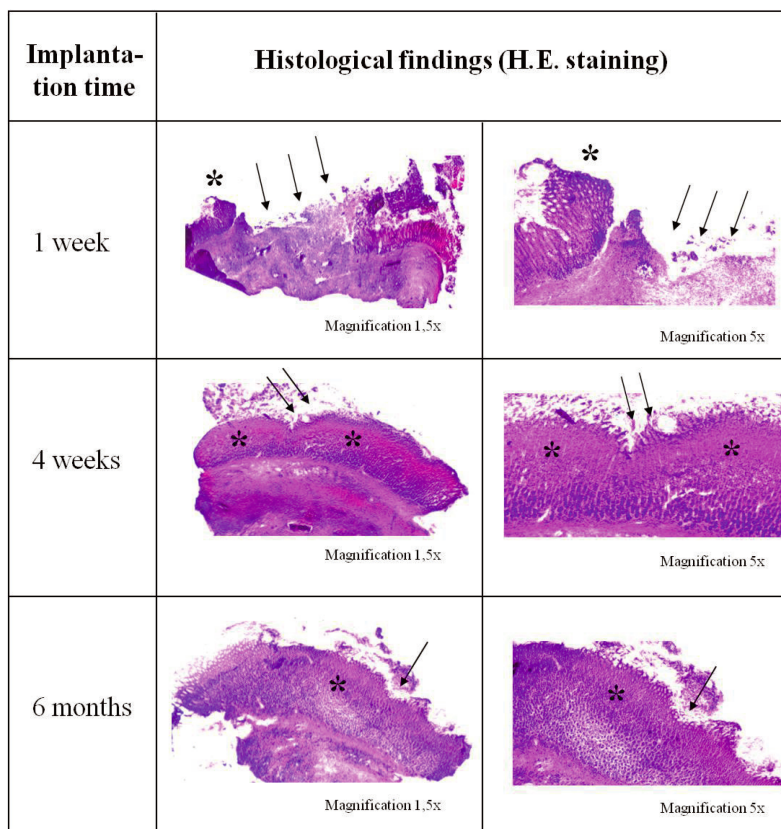 Implanta-
tion time
Histological findings (H.E. staining)
1 week
*
Magnification 1,5x
*
Magnification 5x
4 weeks
* *
Magnification 1,5x
* *
Magnification 5x
6 months
*
Magnification 1,5x
*
Magnification 5x